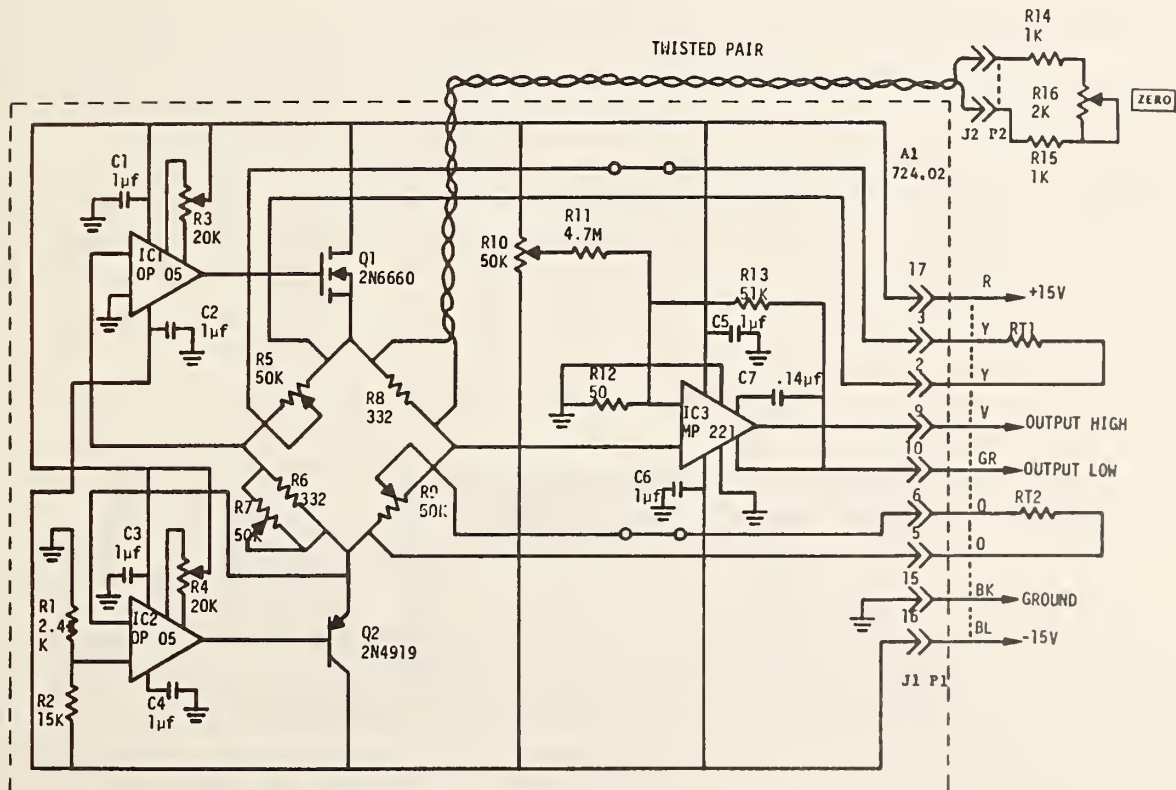 TWISTED PAIR
R14
1K
R16
2K
ZERO
J2 P2
R15
1K
A1
724.02
C1
1µf
R3
20K
IC1
OP 05
C2
1µf
Q1
2N6660
R5
50K
R8
332
R10
50K
R11
4.7M
R13
51K
C5
1µf
R12
50
C7
.14µf
IC3
MP 221
C6
1µf
R6
332
R7
50K
R9
50K
C3
1µf
R4
20K
R1
K
IC2
OP 05
Q2
2N4919
R2
15K
C4
1µf
17
R
+15V
3
Y
RT1
2
Y
9
V
OUTPUT HIGH
10
GR
OUTPUT LOW
6
O
RT2
5
O
15
BK
GROUND
16
BL
-15V
J1 P1